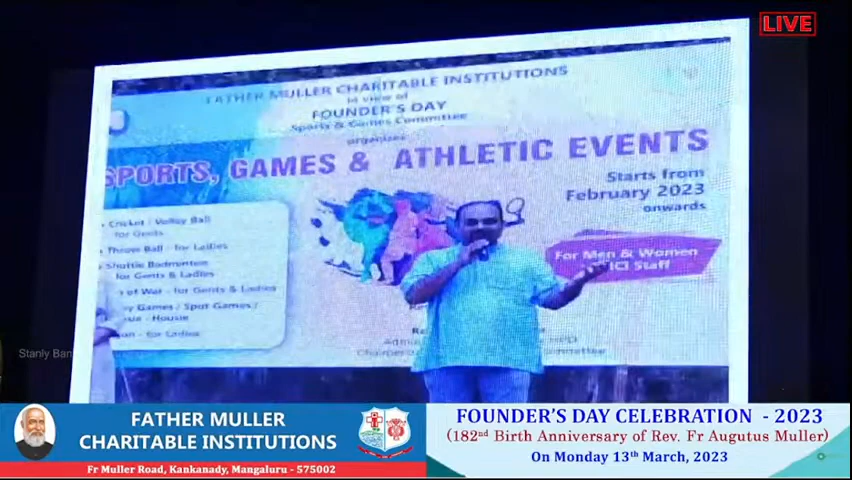 LIVE
FATHER MULLER CHARITABLE INSTITUTIONS
in view of
FOUNDER'S DAY
Sports & Games Committee
organizes
SPORTS, GAMES & ATHLETIC EVENTS
Starts from
February 2023
onwards
Cricket - Volley Ball
for Gents
Throw Ball - for Ladies
Shuttle Badminton
for Gents & Ladies
of War - for Gents & Ladies
Games / Spot Games /
- Housie
- for Ladies
For Men & Women
Staff
Stanly Ban
FATHER MULLER
CHARITABLE INSTITUTIONS
Fr Muller Road, Kankanady, Mangaluru - 575002
FOUNDER'S DAY CELEBRATION - 2023
(182nd Birth Anniversary of Rev. Fr Augutus Muller)
On Monday 13th March, 2023